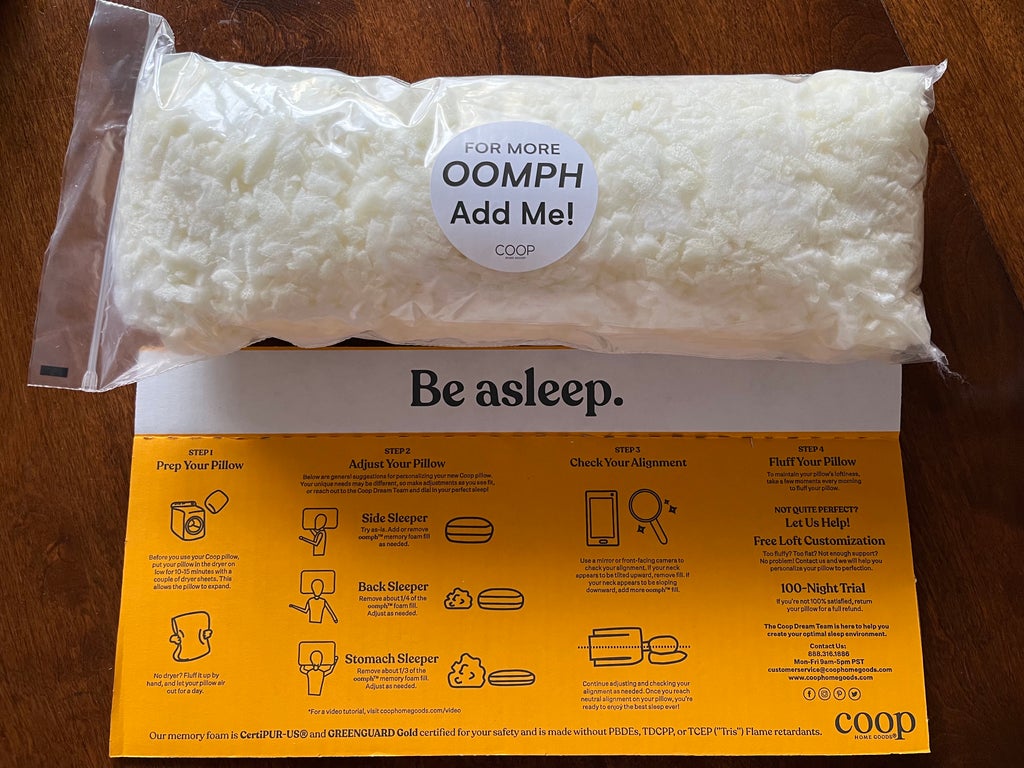 FOR MORE
OOMPH
Add Me!
COOP
HOME GOODS
Be asleep.
STEP 1
Prep Your Pillow
Before you use your Coop pillow,
put your pillow in the dryer on
low for 10-15 minutes with a
couple of dryer sheets. This
allows the pillow to expand.
No dryer? Fluff it up by
hand, and let your pillow air
out for a day.
STEP 2
Adjust Your Pillow
Below are general suggestions for personalizing your new Coop pillow.
Your unique needs may be different, so make adjustments as you see fit,
or reach out to the Coop Dream Team and dial in your perfect sleep!
Side Sleeper
Try as-is. Add or remove
oomph™ memory foam fill
as needed.
Back Sleeper
Remove about 1/4 of the
oomph™ memory foam fill.
Adjust as needed.
Stomach Sleeper
Remove about 1/3 of the
oomph™ memory foam fill.
Adjust as needed.
*For a video tutorial, visit coophomegoods.com/video
STEP 3
Check Your Alignment
Use a mirror or front-facing camera to
check your alignment. If your neck
appears to be tilted upward, remove fill. If
your neck appears to be sloping
downward, add more oomph™ fill.
Continue adjusting and checking your
alignment as needed. Once you reach
neutral alignment on your pillow, you're
ready to enjoy the best sleep ever!
STEP 4
Fluff Your Pillow
To maintain your pillow's loftiness,
take a few moments every morning
to fluff your pillow.
NOT QUITE PERFECT?
Let Us Help!
Free Loft Customization
Too fluffy? Too flat? Not enough support?
No problem! Contact us and we will help you
personalize your pillow to perfection.
100-Night Trial
If you're not 100% satisfied, return
your pillow for a full refund.
The Coop Dream Team is here to help you
create your optimal sleep environment.
Contact Us:
888.316.1886
Mon-Fri 9am-5pm PST
customerservice@coophomegoods.com
www.coophomegoods.com
coop
HOME GOODS®
Our memory foam is CertiPUR-US® and GREENGUARD Gold certified for your safety and is made without PBDEs, TDCPP, or TCEP ("Tris") Flame retardants.